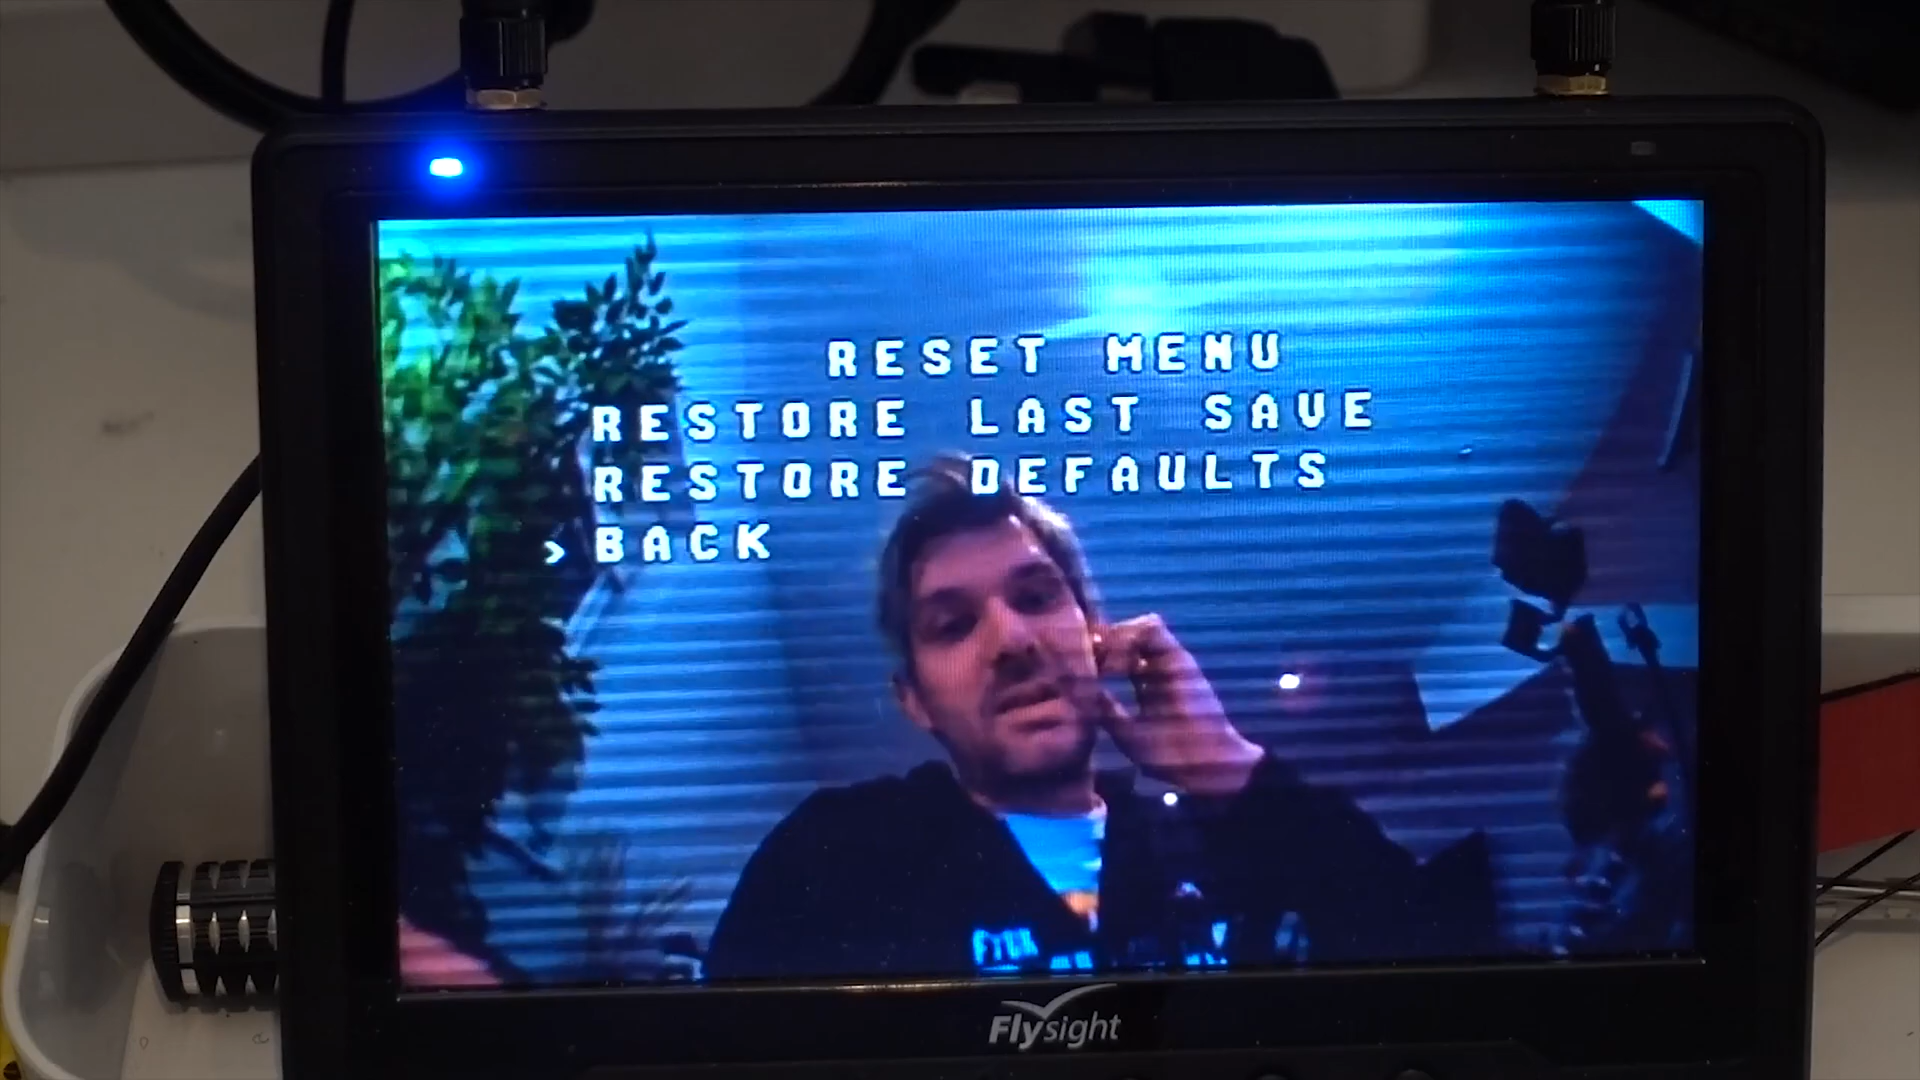 RESET MENU
RESTORE LAST SAVE
RESTORE DEFAULTS
> BACK
Flysight